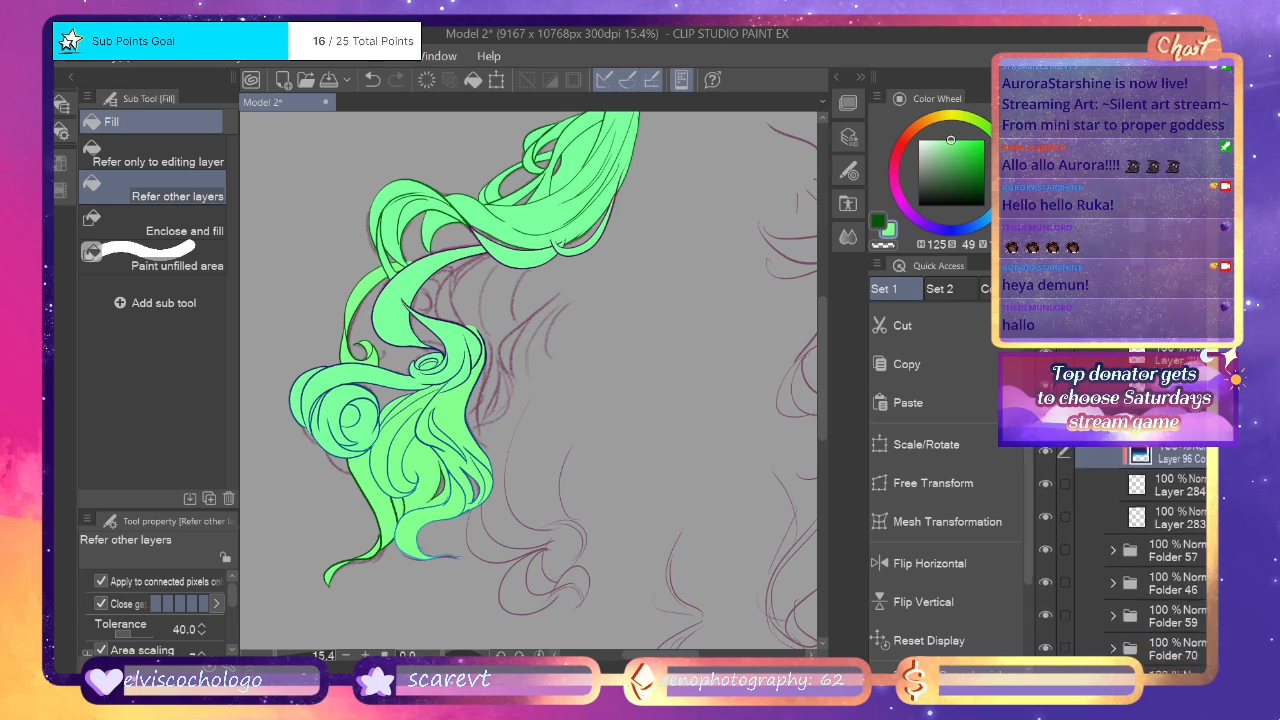 Sub Points Goal
16 / 25 Total Points
Model 2* (9167 x 10768px 300dpi 15.4%) - CLIP STUDIO PAINT EX
Window
Help
Model 2*
Sub Tool [Fill]
Fill
Refer only to editing layer
Refer other layers
Enclose and fill
Paint unfilled area
Add sub tool
Tool property [Refer other la
Refer other layers
Apply to connected pixels on
Close ga
Tolerance
40.0
Area scaling
15.4
0.0
Color Wheel
H 125 S 49 V
Quick Access
Set 1
Set 2
Cut
Copy
Paste
Scale/Rotate
Free Transform
Mesh Transformation
Flip Horizontal
Flip Vertical
Reset Display
Chat
AuroraStarshine is now live!
Streaming Art: ~Silent art stream~
From mini star to proper goddess
Allo allo Aurora!!!!
AURORASTARSHINE
Hello hello Ruka!
THEDEMUNLORD
AURORASTARSHINE
heya demun!
THEDEMUNLORD
hallo
Top donator gets
to choose Saturdays
stream game
Layer 96 Co
100 % Norm
Layer 284
100 % Norm
Layer 283
100 % Norm
Folder 57
100 % Norm
Folder 46
100 % Norm
Folder 59
100 % Norm
Folder 70
elviscochologo
scarevt
enophotography: 62